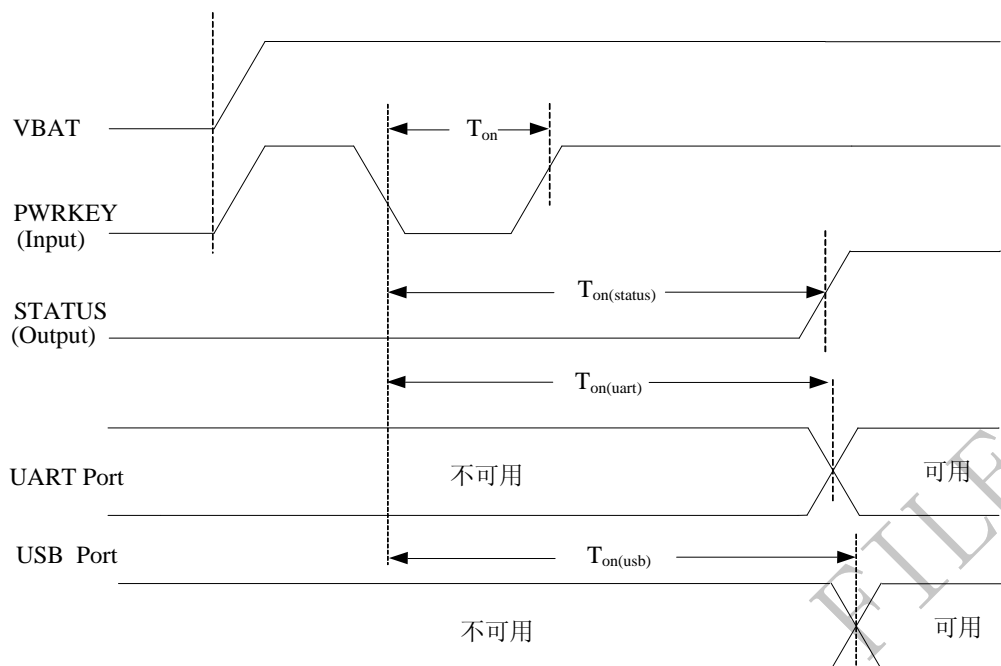 VBAT
T_on
PWRKEY
(Input)
T_on(status)
STATUS
(Output)
T_on(uart)
UART Port
不可用
可用
USB Port
T_on(usb)
不可用
可用
FILE